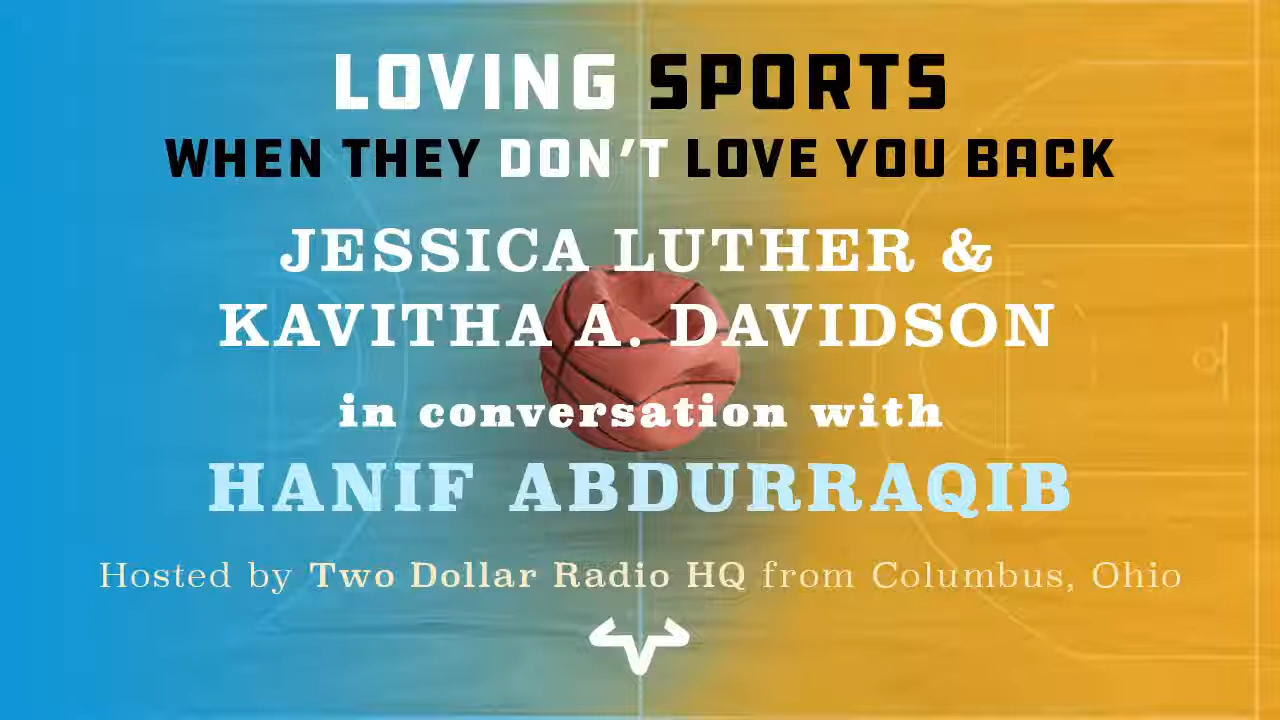 LOVING SPORTS
WHEN THEY DON'T LOVE YOU BACK
JESSICA LUTHER &
KAVITHA A. DAVIDSON
in conversation with
HANIF ABDURRAQIB
Hosted by Two Dollar Radio HQ from Columbus, Ohio